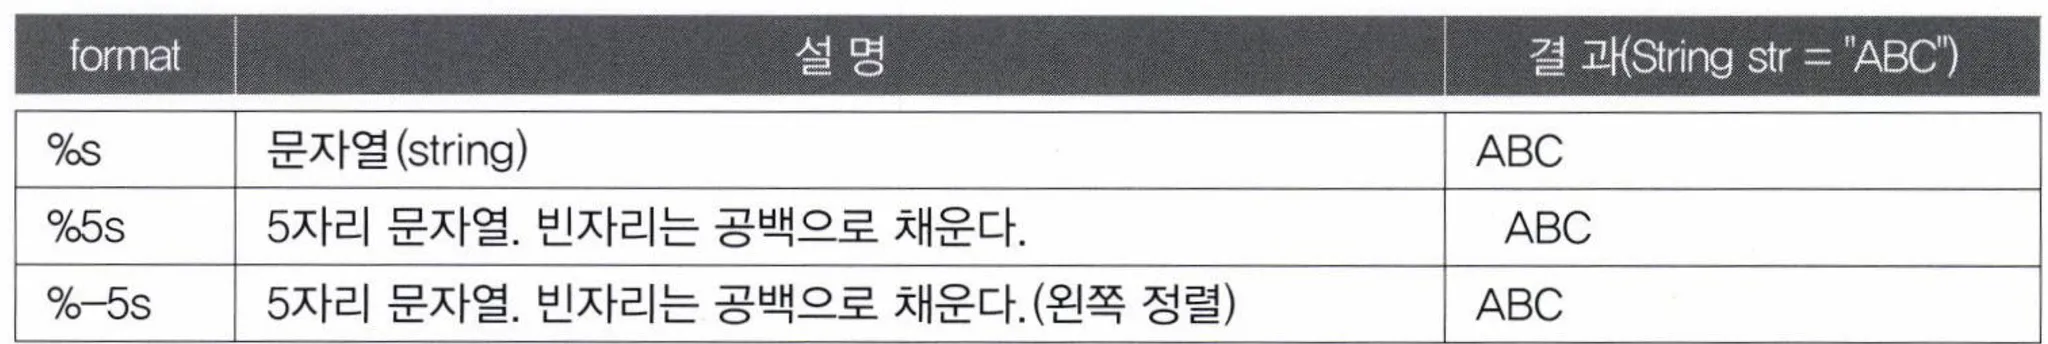 format 설 명 결 과(String str = "ABC")
%s 문자열(string) ABC
%5s 5자리 문자열. 빈자리는 공백으로 채운다. ABC
%-5s 5자리 문자열. 빈자리는 공백으로 채운다.(왼쪽 정렬) ABC